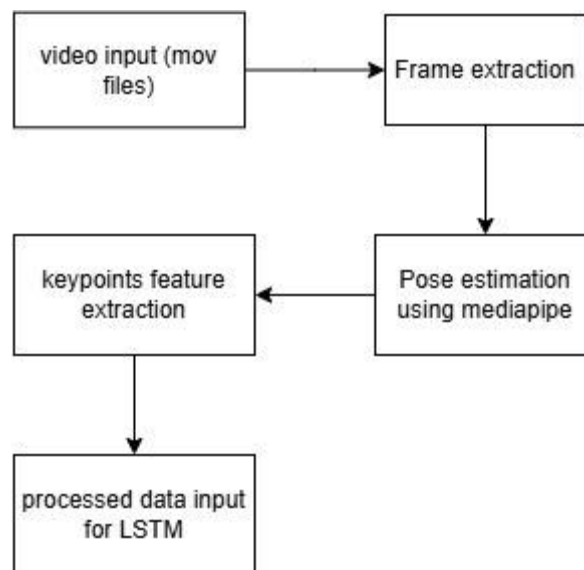 video input (mov
files)
Frame extraction
Pose estimation
using mediapipe
keypoints feature
extraction
processed data input
for LSTM